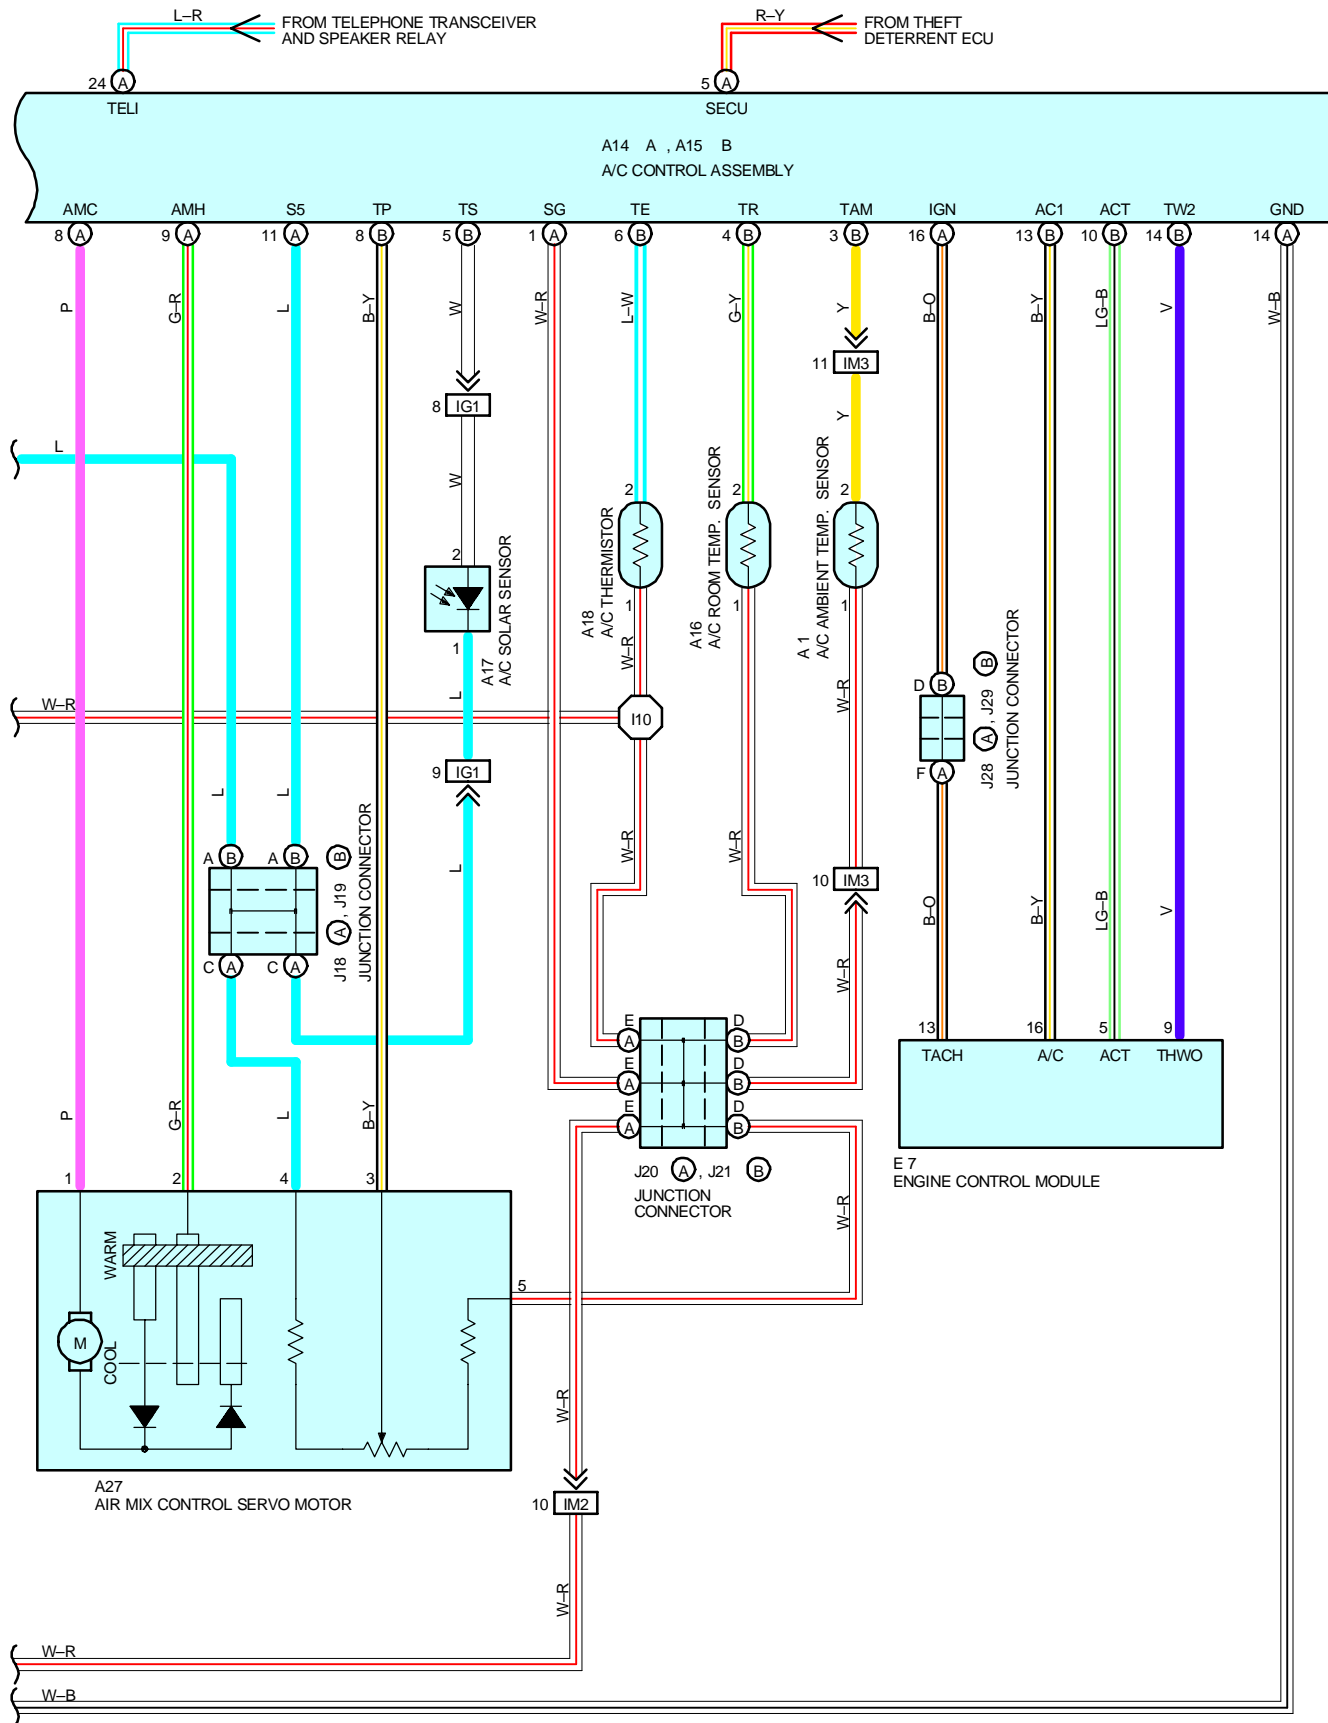 L–R
FROM TELEPHONE TRANSCEIVER
AND SPEAKER RELAY
R–Y
FROM THEFT
DETERRENT ECU
24 A
5 A
TELI
SECU
A14 A , A15 B
A/C CONTROL ASSEMBLY
AMC AMH S5 TP TS SG TE TR TAM IGN AC1 ACT TW2 GND
8 A 9 A 11 A 8 B 5 B 1 A 6 B 4 B 3 B 16 A 13 B 10 B 14 B 14 A
P G–R L B–Y W W–R L–W G–Y Y B–O B–Y LG–B V W–B
11 IM3
8 IG1
Y
L
W
2 2 2
2
A17
A/C SOLAR SENSOR
A18
A/C THERMISTOR
A16
A/C ROOM TEMP. SENSOR
A 1
A/C AMBIENT TEMP. SENSOR
1 1 1
1
W–R
L
W–R
W–R
I10
D B
J28 A , J29 B
JUNCTION CONNECTOR
F A
9 IG1
L L
W–R W–R
L
A B A B
J18 A , J19 B
JUNCTION CONNECTOR
10 IM3
B–O B–Y LG–B V
C A C A
W–R
E A D B
E A D B
E A D B
13 16 5 9
TACH A/C ACT THWO
E 7
ENGINE CONTROL MODULE
P G–R L B–Y
J20 A , J21 B
JUNCTION
CONNECTOR
W–R
1 2 4 3
WARM
COOL
M
5
W–R
A27
AIR MIX CONTROL SERVO MOTOR
10 IM2
W–R
W–R
W–B